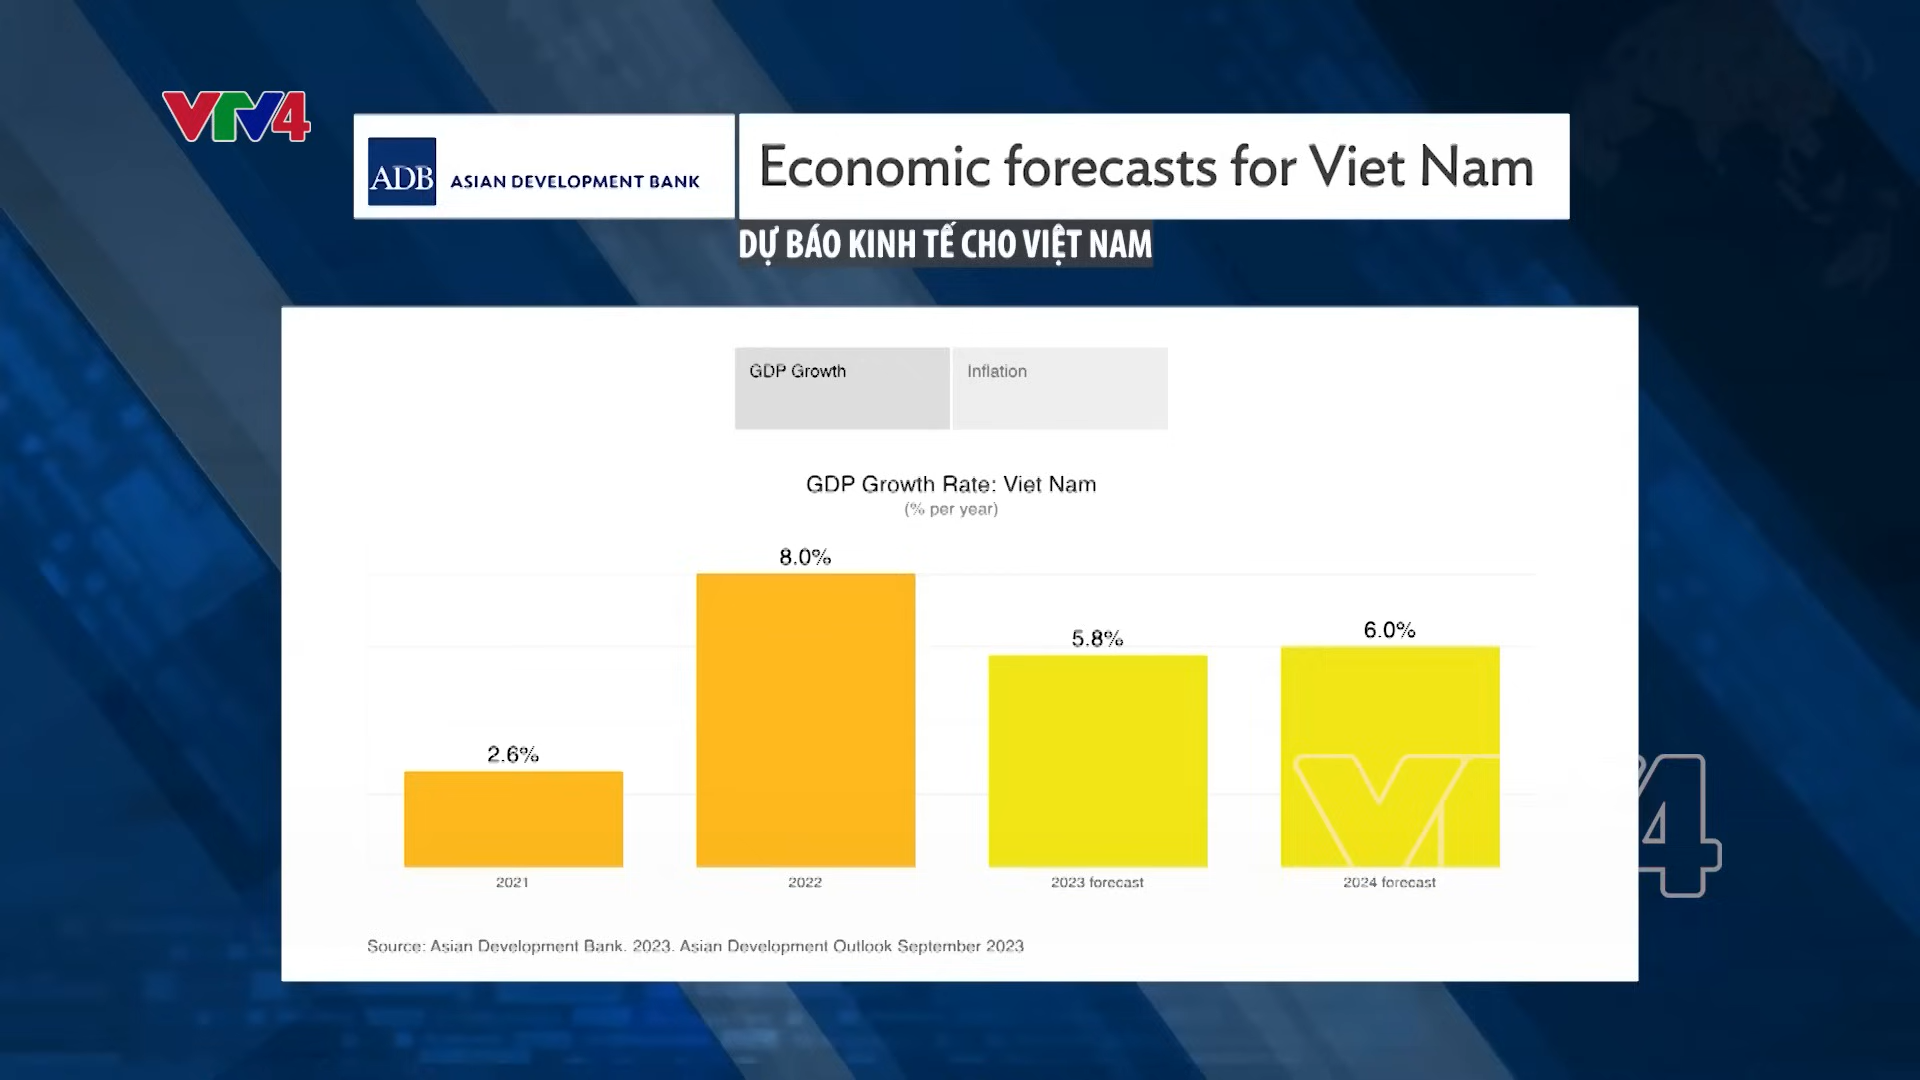 VTV4
ADB
ASIAN DEVELOPMENT BANK
Economic forecasts for Viet Nam
DỰ BÁO KINH TẾ CHO VIỆT NAM
GDP Growth
Inflation
GDP Growth Rate: Viet Nam
(% per year)
2.6%
8.0%
5.8%
6.0%
2021
2022
2023 forecast
2024 forecast
Source: Asian Development Bank. 2023. Asian Development Outlook September 2023